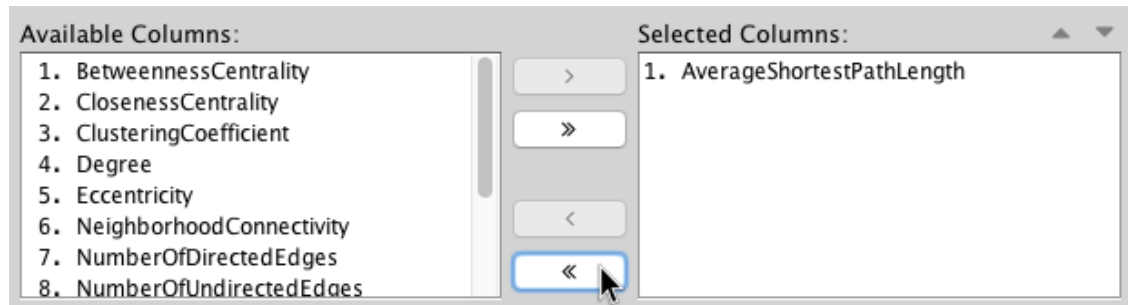 Available Columns:
1. BetweennessCentrality
2. ClosenessCentrality
3. ClusteringCoefficient
4. Degree
5. Eccentricity
6. NeighborhoodConnectivity
7. NumberOfDirectedEdges
8. NumberOfUndirectedEdges
>
»
<
«
Selected Columns:
1. AverageShortestPathLength